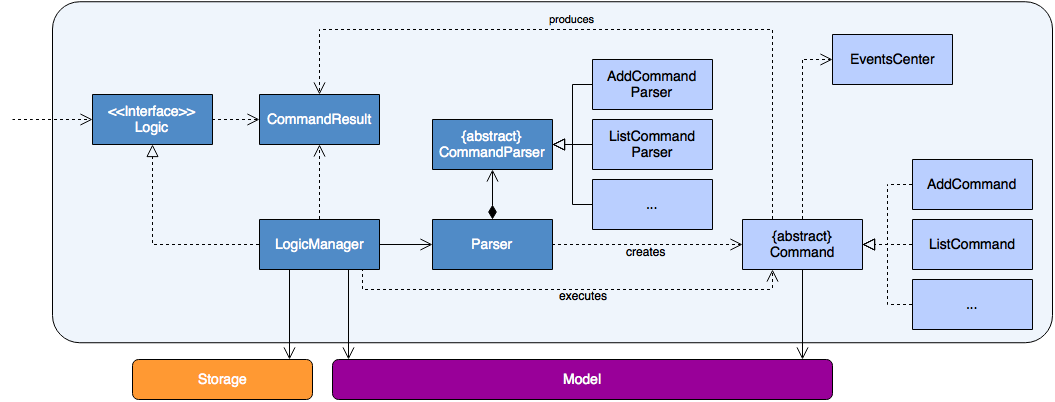 produces
EventsCenter
AddCommand
Parser
<<Interface>>
Logic
CommandResult
{abstract}
CommandParser
ListCommand
Parser
...
AddCommand
LogicManager
Parser
creates
{abstract}
Command
ListCommand
executes
...
Storage
Model